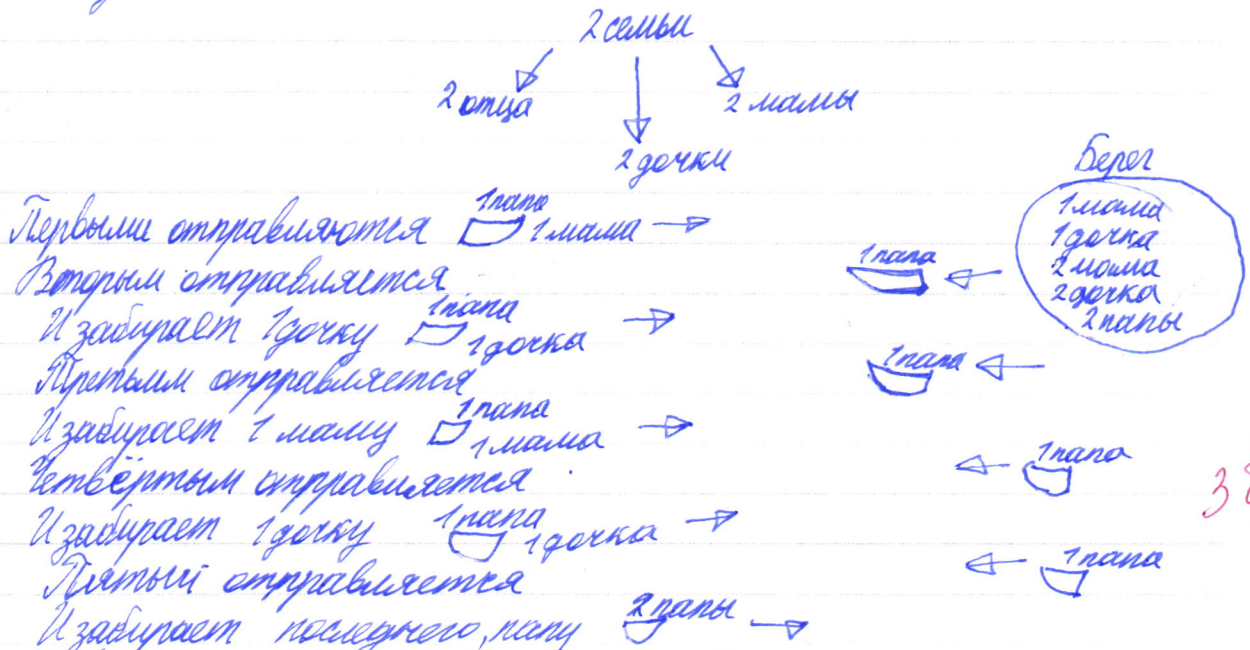 2 семьи
2 отца
2 мамы
2 дочки
Берег
1 мама
1 дочка
2 мама
2 дочка
2 папы
Первыми отправляются 1 папа 1 мама
Вторым отправляется 1 папа
И забирает 1 дочку 1 папа 1 дочка
Третьим отправляется 1 папа
И забирает 1 маму 1 папа 1 мама
Четвёртым отправляется 1 папа
И забирает 1 дочку 1 папа 1 дочка
Пятый отправляется 1 папа
И забирает последнего, папу 2 папы